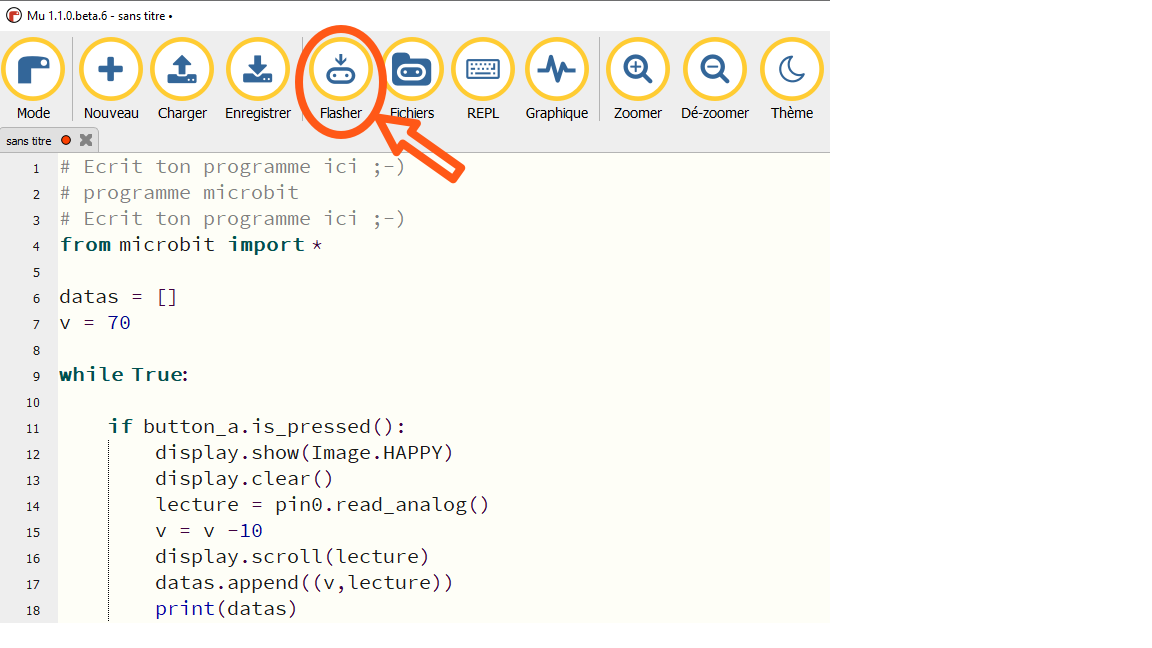 Mu 1.1.0.beta.6 - sans titre •
Mode Nouveau Charger Enregistrer Flasher Fichiers REPL Graphique Zoomer Dé-zoomer Thème
sans titre
1 # Ecrit ton programme ici ;-)
2 # programme microbit
3 # Ecrit ton programme ici ;-)
4 from microbit import *
5
6 datas = []
7 v = 70
8
9 while True:
10
11 if button_a.is_pressed():
12 display.show(Image.HAPPY)
13 display.clear()
14 lecture = pin0.read_analog()
15 v = v -10
16 display.scroll(lecture)
17 datas.append((v,lecture))
18 print(datas)